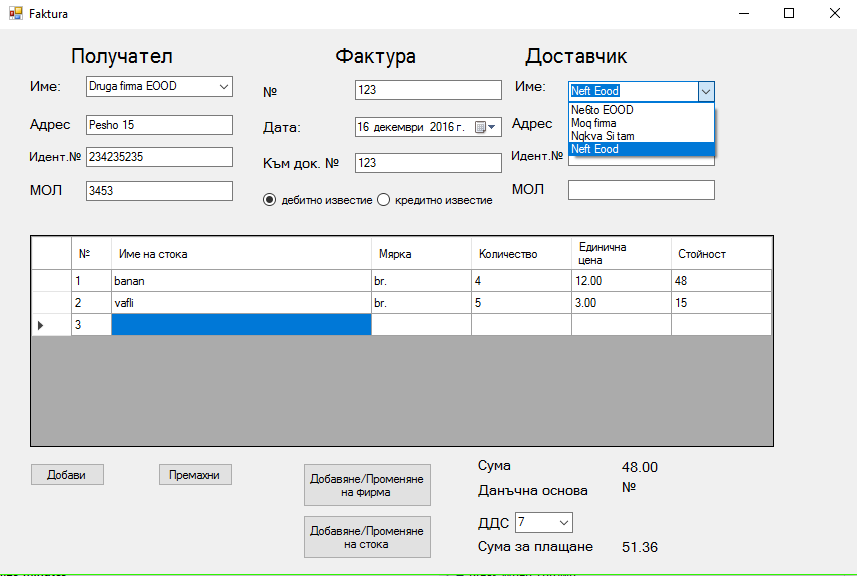 Faktura
Получател
Фактура
Доставчик
Име:
Druga firma EOOD
№
123
Име:
Neft Eood
Ne6to EOOD
Moq firma
Nqkva Si tam
Neft Eood
Адрес
Pesho 15
Дата:
16 декември 2016 г.
Адрес
Идент.№
234235235
Към док. №
123
Идент.№
МОЛ
3453
дебитно известие
кредитно известие
МОЛ
№
Име на стока
Мярка
Количество
Единична
цена
Стойност
1
banan
br.
4
12.00
48
2
vafli
br.
5
3.00
15
3
Добави
Премахни
Добавяне/Променяне
на фирма
Добавяне/Променяне
на стока
Сума
48.00
Данъчна основа
№
ДДС
7
Сума за плащане
51.36